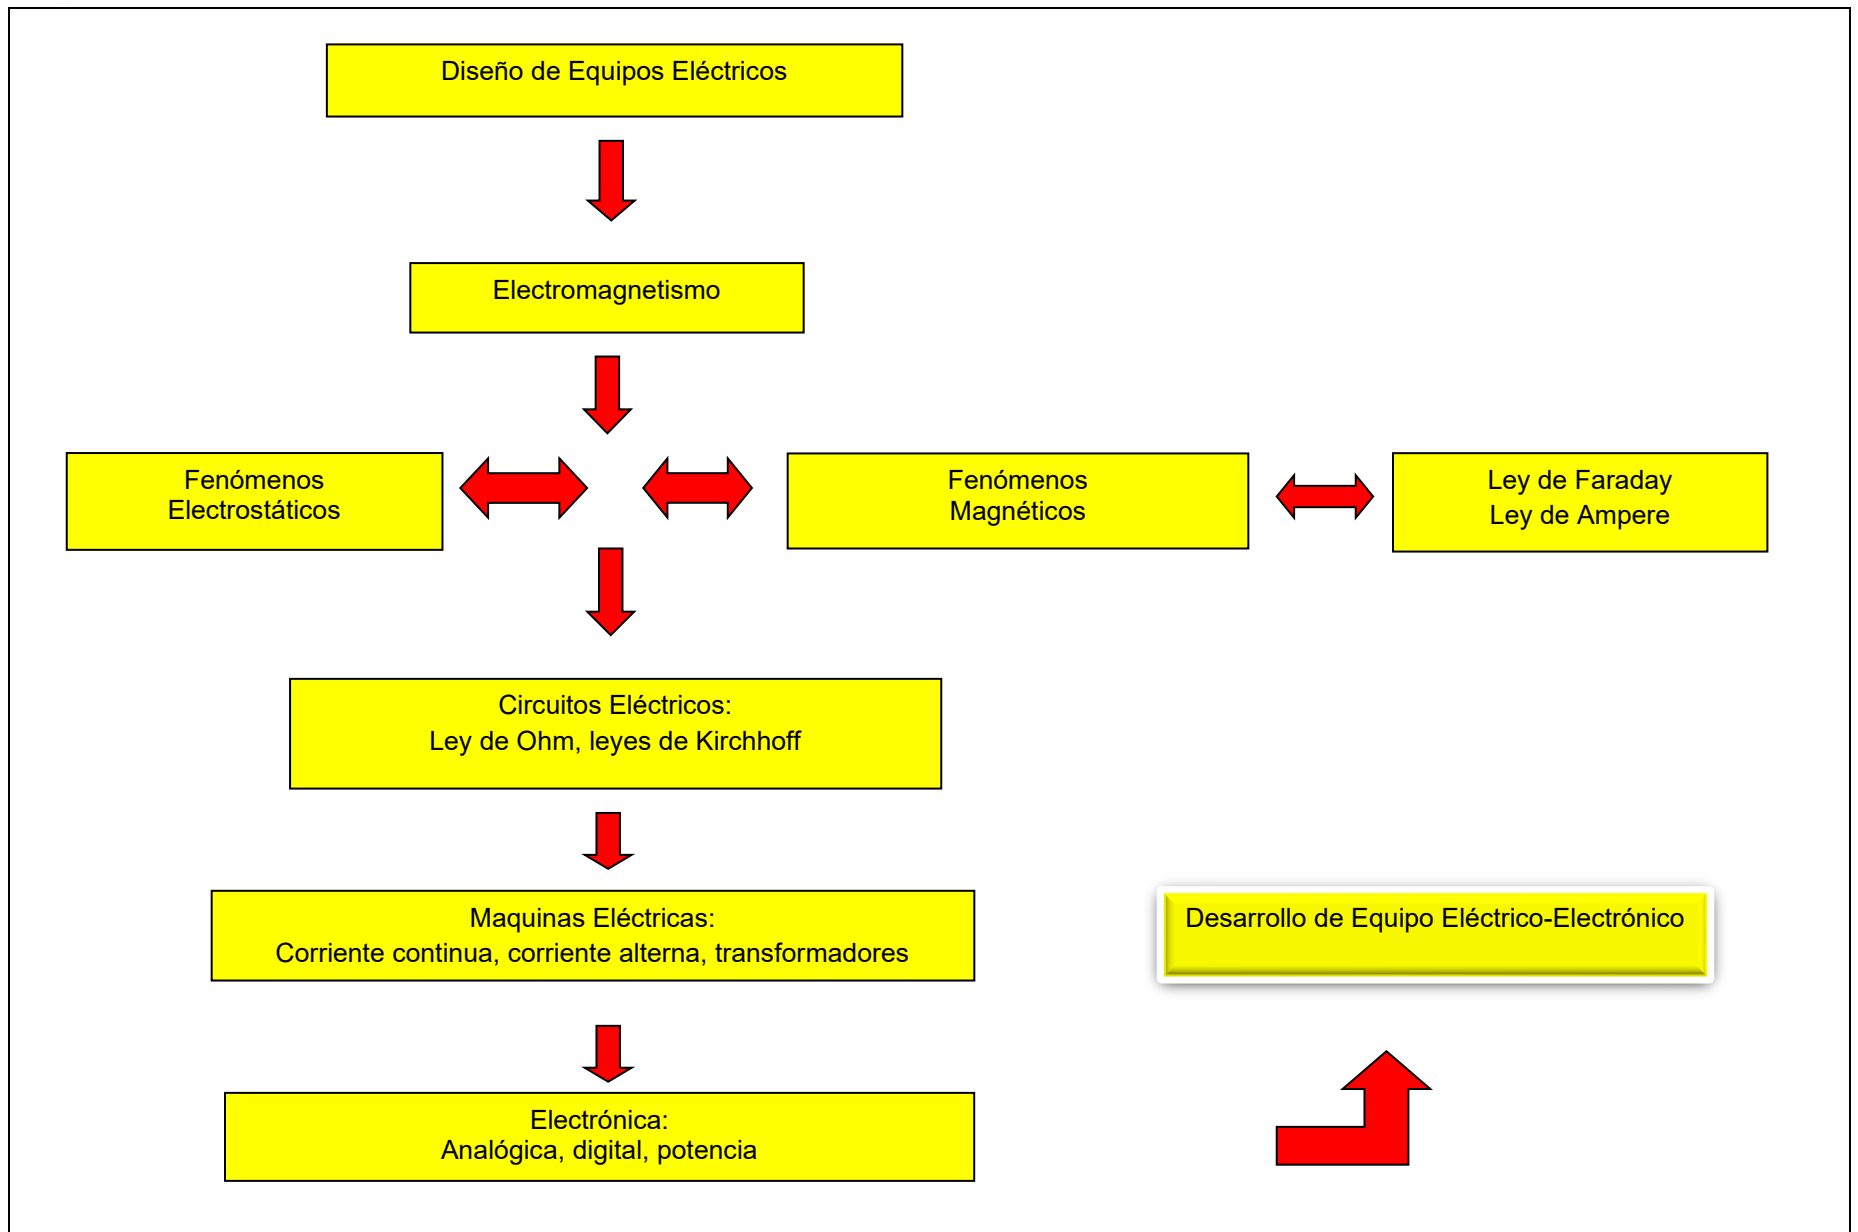 Diseño de Equipos Eléctricos
Electromagnetismo
Fenómenos
Electrostáticos
Fenómenos
Magnéticos
Ley de Faraday
Ley de Ampere
Circuitos Eléctricos:
Ley de Ohm, leyes de Kirchhoff
Maquinas Eléctricas:
Corriente continua, corriente alterna, transformadores
Desarrollo de Equipo Eléctrico-Electrónico
Electrónica:
Analógica, digital, potencia